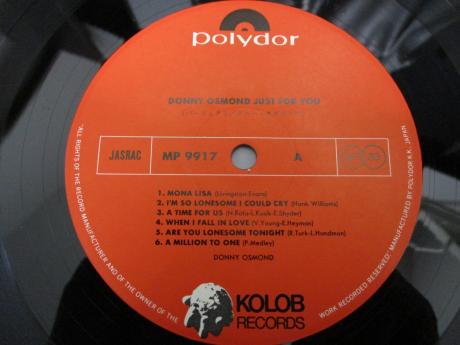 polydor
DONNY OSMOND JUST FOR YOU
JASRAC MP 9917 A 33
1. MONA LISA (Livingston-Evans)
2. I'M SO LONESOME I COULD CRY (Hank Williams)
3. A TIME FOR US (N.Rota-L.Kusik-E.Snyder)
4. WHEN I FALL IN LOVE (V.Young-E.Heyman)
5. ARE YOU LONESOME TONIGHT (R.Turk-L.Handman)
6. A MILLION TO ONE (P.Medley)
DONNY OSMOND
KOLOB
RECORDS
"ALL RIGHTS OF THE RECORD MANUFACTURER AND OF THE OWNER OF THE WORK RECORDED RESERVED" MANUFACTURED BY POLYDOR K.K., JAPAN